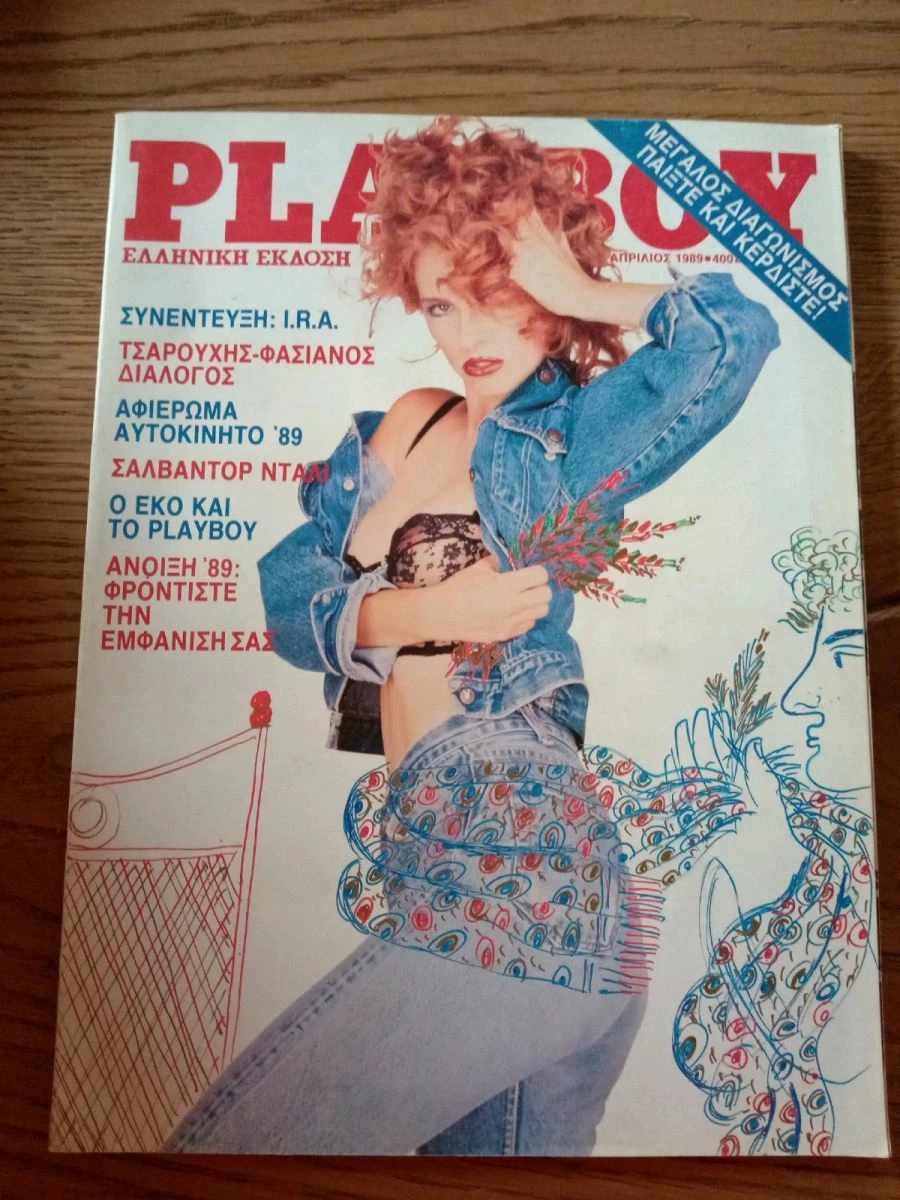 PLAYBOY
ΕΛΛΗΝΙΚΗ ΕΚΔΟΣΗ
ΑΠΡΙΛΙΟΣ 1989
ΜΕΓΑΛΟΣ ΔΙΑΓΩΝΙΣΜΟΣ
ΠΑΙΞΤΕ ΚΑΙ ΚΕΡΔΙΣΤΕ!
ΣΥΝΕΝΤΕΥΞΗ: I.R.A.
ΤΣΑΡΟΥΧΗΣ-ΦΑΣΙΑΝΟΣ
ΔΙΑΛΟΓΟΣ
ΑΦΙΕΡΩΜΑ
ΑΥΤΟΚΙΝΗΤΟ '89
ΣΑΛΒΑΝΤΟΡ ΝΤΑΛΙ
Ο ΕΚΟ ΚΑΙ
ΤΟ PLAYBOY
ΑΝΟΙΞΗ '89:
ΦΡΟΝΤΙΣΤΕ
ΤΗΝ
ΕΜΦΑΝΙΣΗ ΣΑΣ